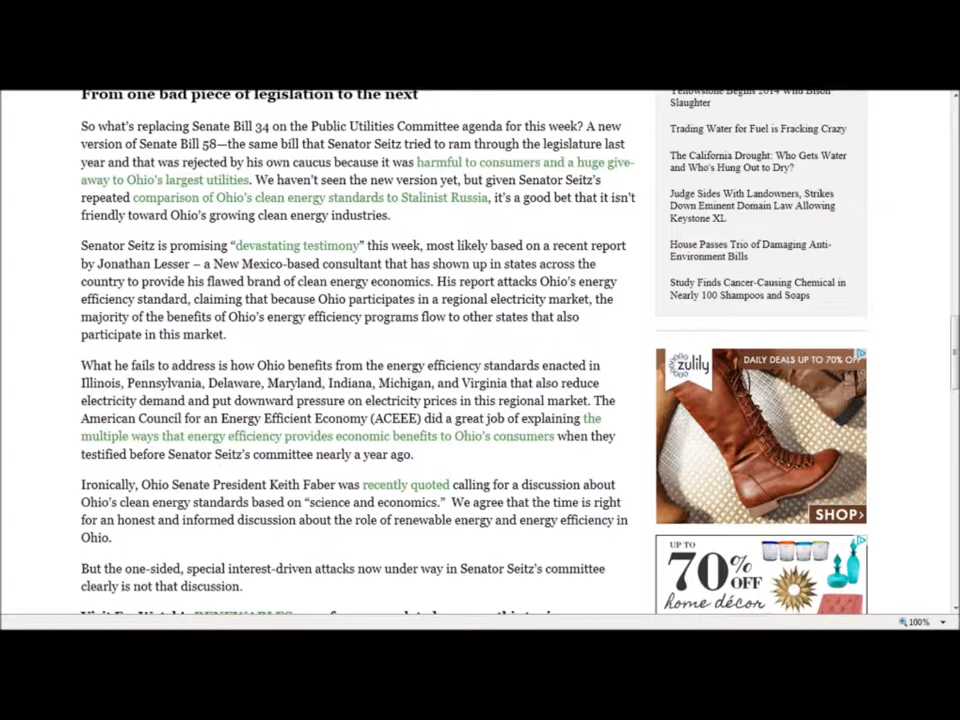 From one bad piece of legislation to the next
So what's replacing Senate Bill 34 on the Public Utilities Committee agenda for this week? A new
version of Senate Bill 58—the same bill that Senator Seitz tried to ram through the legislature last
year and that was rejected by his own caucus because it was harmful to consumers and a huge give-
away to Ohio's largest utilities. We haven't seen the new version yet, but given Senator Seitz's
repeated comparison of Ohio's clean energy standards to Stalinist Russia, it's a good bet that it isn't
friendly toward Ohio's growing clean energy industries.
Senator Seitz is promising "devastating testimony" this week, most likely based on a recent report
by Jonathan Lesser – a New Mexico-based consultant that has shown up in states across the
country to provide his flawed brand of clean energy economics. His report attacks Ohio's energy
efficiency standard, claiming that because Ohio participates in a regional electricity market, the
majority of the benefits of Ohio's energy efficiency programs flow to other states that also
participate in this market.
What he fails to address is how Ohio benefits from the energy efficiency standards enacted in
Illinois, Pennsylvania, Delaware, Maryland, Indiana, Michigan, and Virginia that also reduce
electricity demand and put downward pressure on electricity prices in this regional market. The
American Council for an Energy Efficient Economy (ACEEE) did a great job of explaining the
multiple ways that energy efficiency provides economic benefits to Ohio's consumers when they
testified before Senator Seitz's committee nearly a year ago.
Ironically, Ohio Senate President Keith Faber was recently quoted calling for a discussion about
Ohio's clean energy standards based on "science and economics."  We agree that the time is right
for an honest and informed discussion about the role of renewable energy and energy efficiency in
Ohio.
But the one-sided, special interest-driven attacks now under way in Senator Seitz's committee
clearly is not that discussion.
Yellowstone Begins 2014 Wild Bison
Slaughter
Trading Water for Fuel is Fracking Crazy
The California Drought: Who Gets Water
and Who's Hung Out to Dry?
Judge Sides With Landowners, Strikes
Down Eminent Domain Law Allowing
Keystone XL
House Passes Trio of Damaging Anti-
Environment Bills
Study Finds Cancer-Causing Chemical in
Nearly 100 Shampoos and Soaps
zulily
DAILY DEALS UP TO 70% OFF
SHOP›
UP TO
70% OFF
home décor
100%